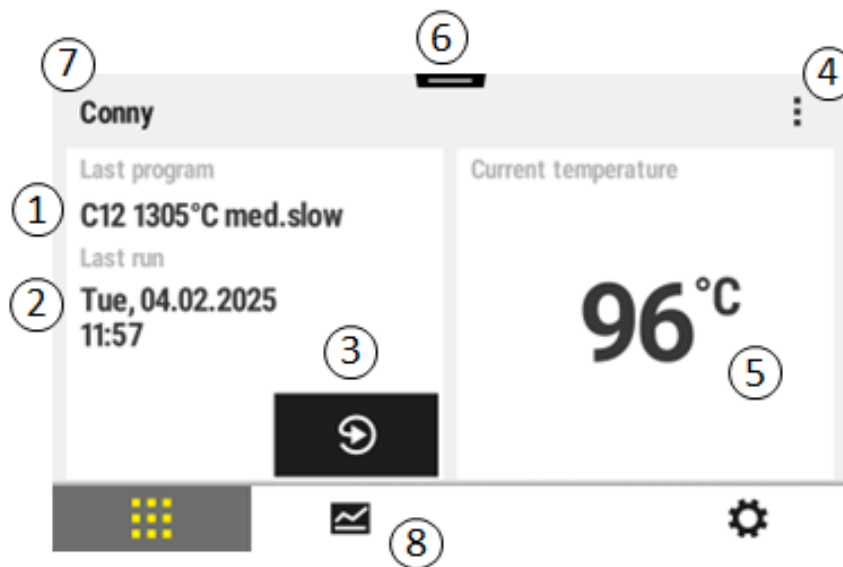 6
7
4
Conny
Last program
Current temperature
1
C12 1305°C med.slow
Last run
2
Tue, 04.02.2025
11:57
3
96 °C
5
8